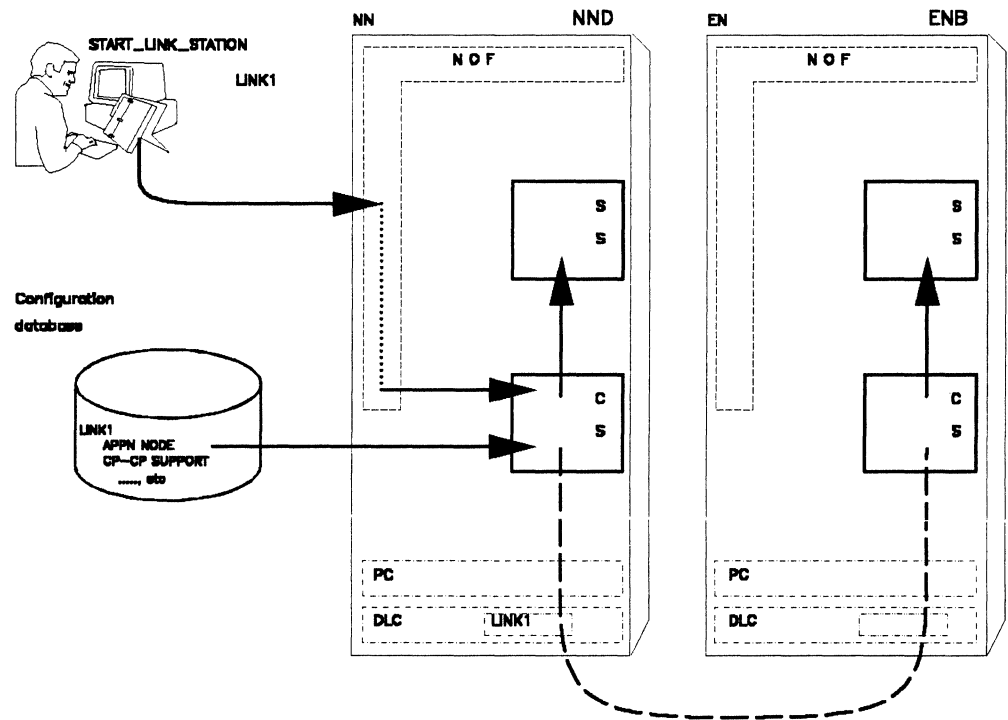 NN NND
EN ENB
START_LINK_STATION
LINK1
N O F
N O F
S
S
S
S
Configuration
database
LINK1
APPN NODE
CP-CP SUPPORT
....., etc
C
S
C
S
PC
DLC LINK1
PC
DLC